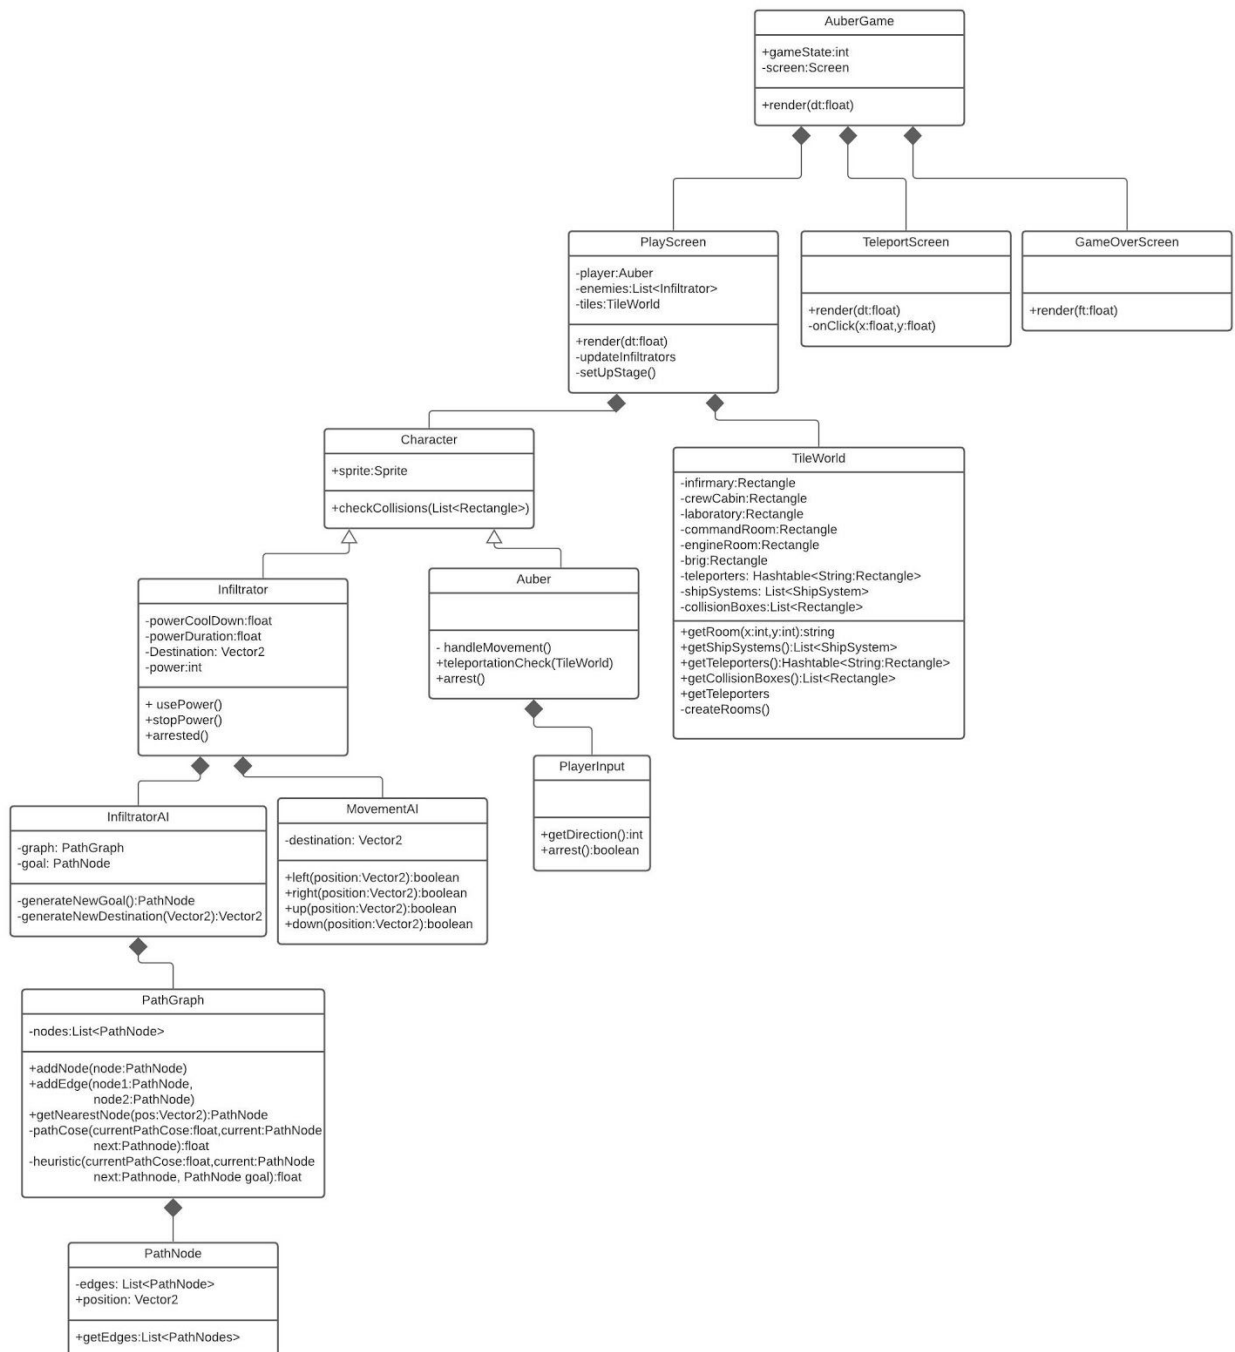 AuberGame
+gameState:int
-screen:Screen
+render(dt:float)
PlayScreen
-player:Auber
-enemies:List<Infiltrator>
-tiles:TileWorld
+render(dt:float)
-updateInfiltrators
-setUpStage()
TeleportScreen
+render(dt:float)
-onClick(x:float,y:float)
GameOverScreen
+render(ft:float)
Character
+sprite:Sprite
+checkCollisions(List<Rectangle>)
TileWorld
-infirmary:Rectangle
-crewCabin:Rectangle
-laboratory:Rectangle
-commandRoom:Rectangle
-engineRoom:Rectangle
-brig:Rectangle
-teleporters: Hashtable<String:Rectangle>
-shipSystems: List<ShipSystem>
-collisionBoxes:List<Rectangle>
+getRoom(x:int,y:int):string
+getShipSystems():List<ShipSystem>
+getTeleporters():Hashtable<String:Rectangle>
+getCollisionBoxes():List<Rectangle>
+getTeleporters
-createRooms()
Infiltrator
-powerCoolDown:float
-powerDuration:float
-Destination: Vector2
-power:int
+ usePower()
+stopPower()
+arrested()
Auber
- handleMovement()
+teleportationCheck(TileWorld)
+arrest()
PlayerInput
+getDirection():int
+arrest():boolean
InfiltratorAI
-graph: PathGraph
-goal: PathNode
-generateNewGoal():PathNode
-generateNewDestination(Vector2):Vector2
MovementAI
-destination: Vector2
+left(position:Vector2):boolean
+right(position:Vector2):boolean
+up(position:Vector2):boolean
+down(position:Vector2):boolean
PathGraph
-nodes:List<PathNode>
+addNode(node:PathNode)
+addEdge(node1:PathNode,
node2:PathNode)
+getNearestNode(pos:Vector2):PathNode
-pathCose(currentPathCose:float,current:PathNode
next:Pathnode):float
-heuristic(currentPathCose:float,current:PathNode
next:Pathnode, PathNode goal):float
PathNode
-edges: List<PathNode>
+position: Vector2
+getEdges:List<PathNodes>